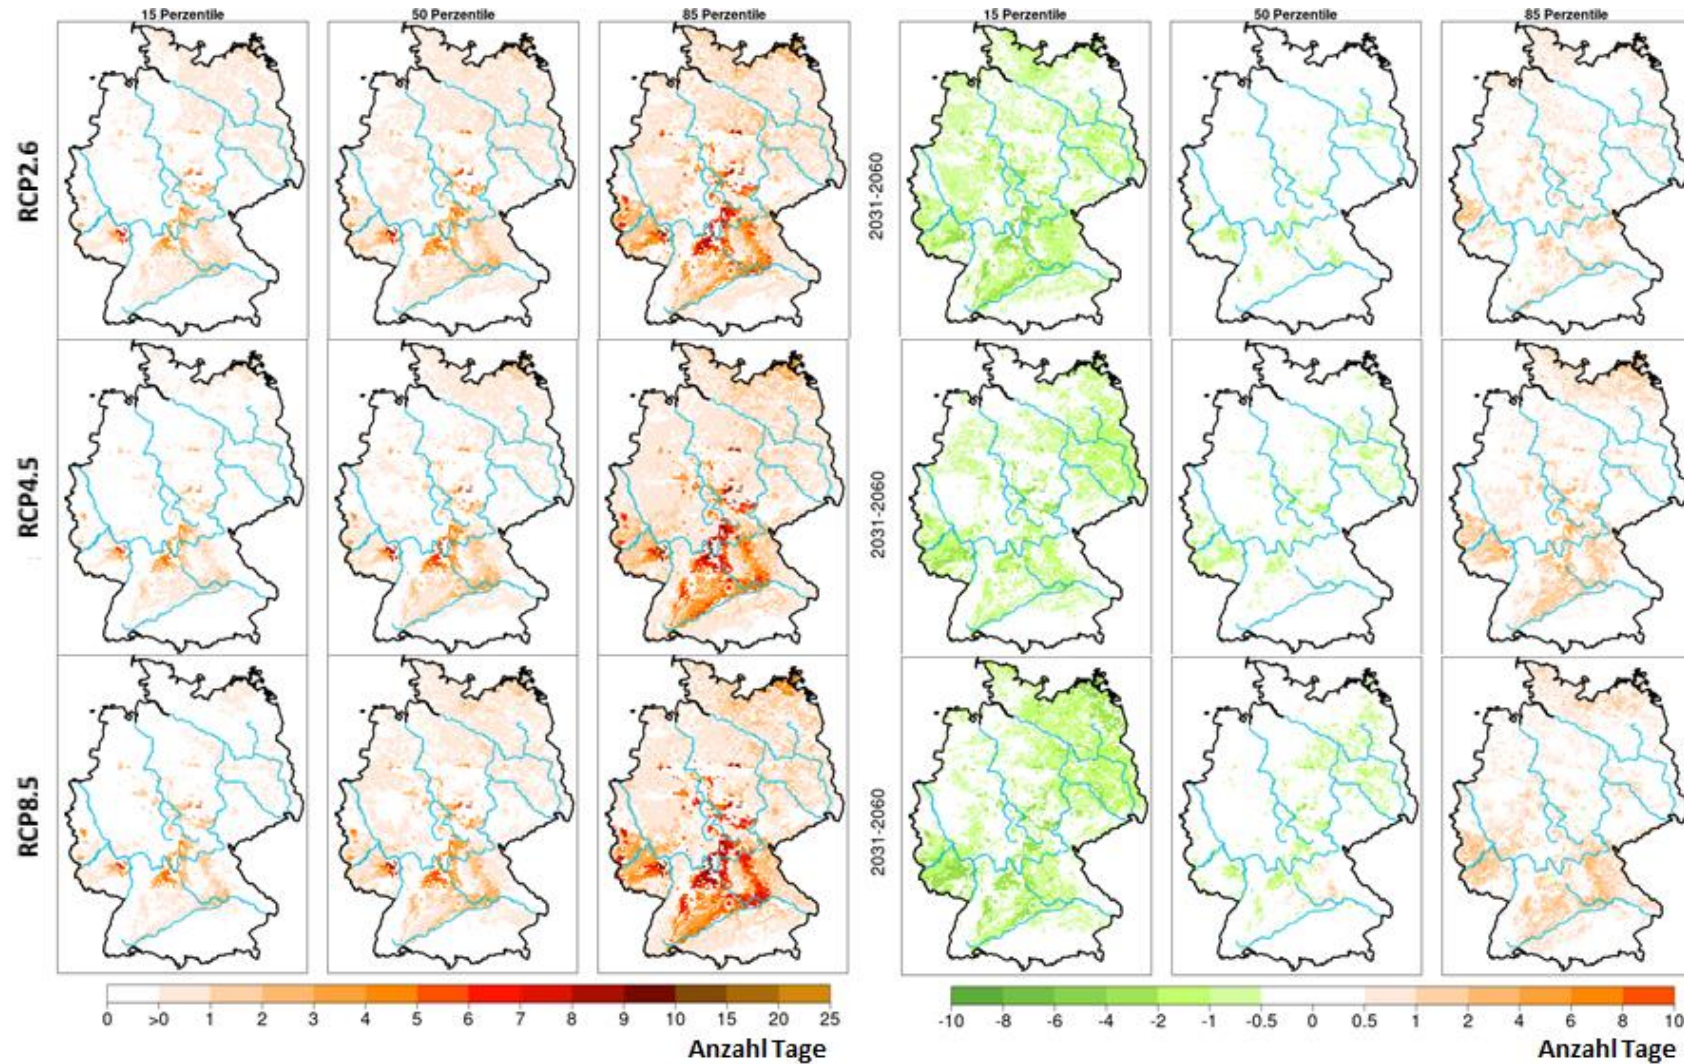 15 Perzentile 50 Perzentile 85 Perzentile 15 Perzentile 50 Perzentile 85 Perzentile
RCP2.6
2031-2060
RCP4.5
2031-2060
RCP8.5
2031-2060
0 >0 1 2 3 4 5 6 7 8 9 10 15 20 25
-10 -8 -6 -4 -2 -1 -0.5 0 0.5 1 2 4 6 8 10
Anzahl Tage
Anzahl Tage